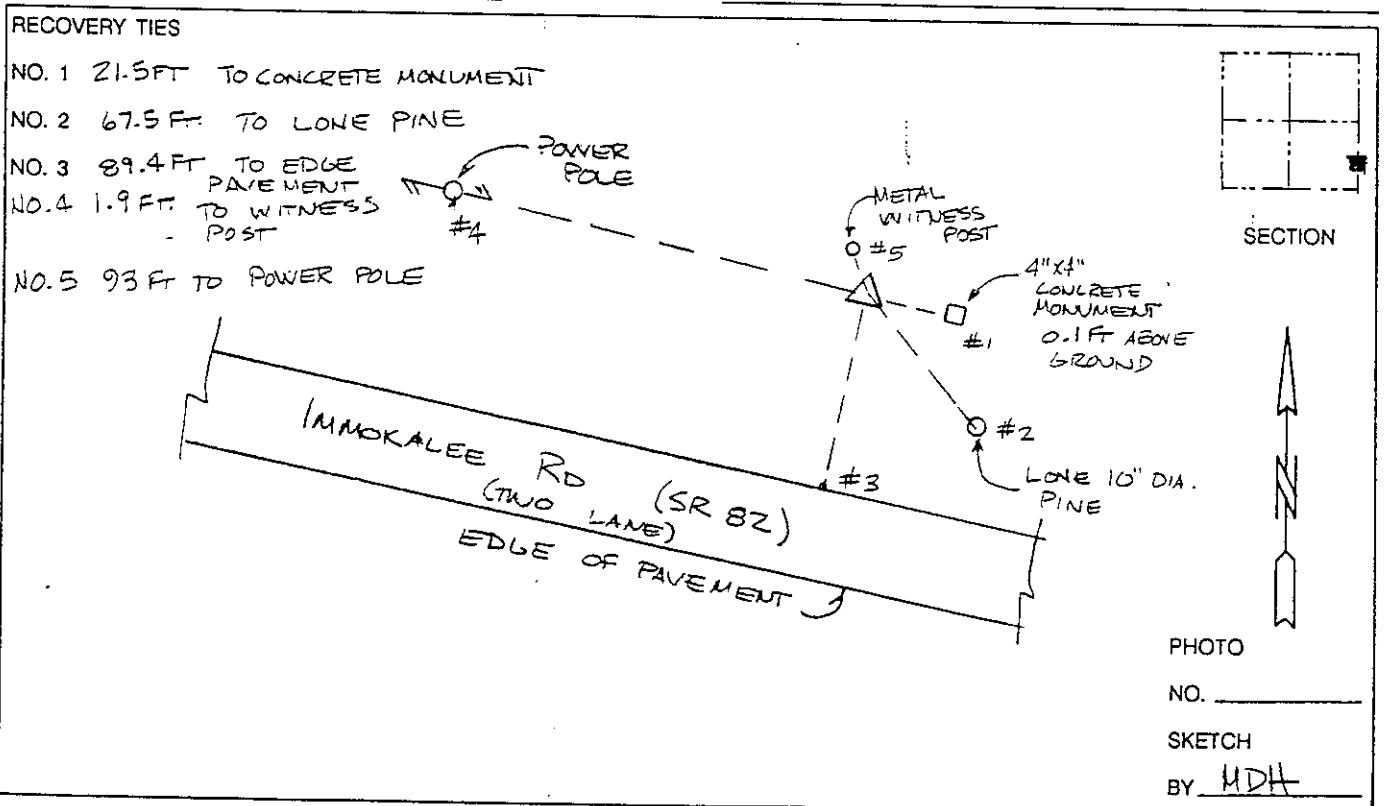 RECOVERY TIES
NO. 1 21.5FT TO CONCRETE MONUMENT
NO. 2 67.5 FT. TO LONE PINE
NO. 3 89.4 FT TO EDGE
PAVEMENT
NO. 4 1.9 FT. TO WITNESS
POST
NO. 5 93 FT TO POWER POLE
POWER
POLE
#4
METAL
WITNESS
POST
#5
4"X4"
CONCRETE
MONUMENT
0.1 FT ABOVE
GROUND
#1
#2
LONE 10" DIA.
PINE
#3
IMMOKALEE RD (SR 82)
(TWO LANE)
EDGE OF PAVEMENT
SECTION
N
PHOTO
NO.
SKETCH
BY MDH